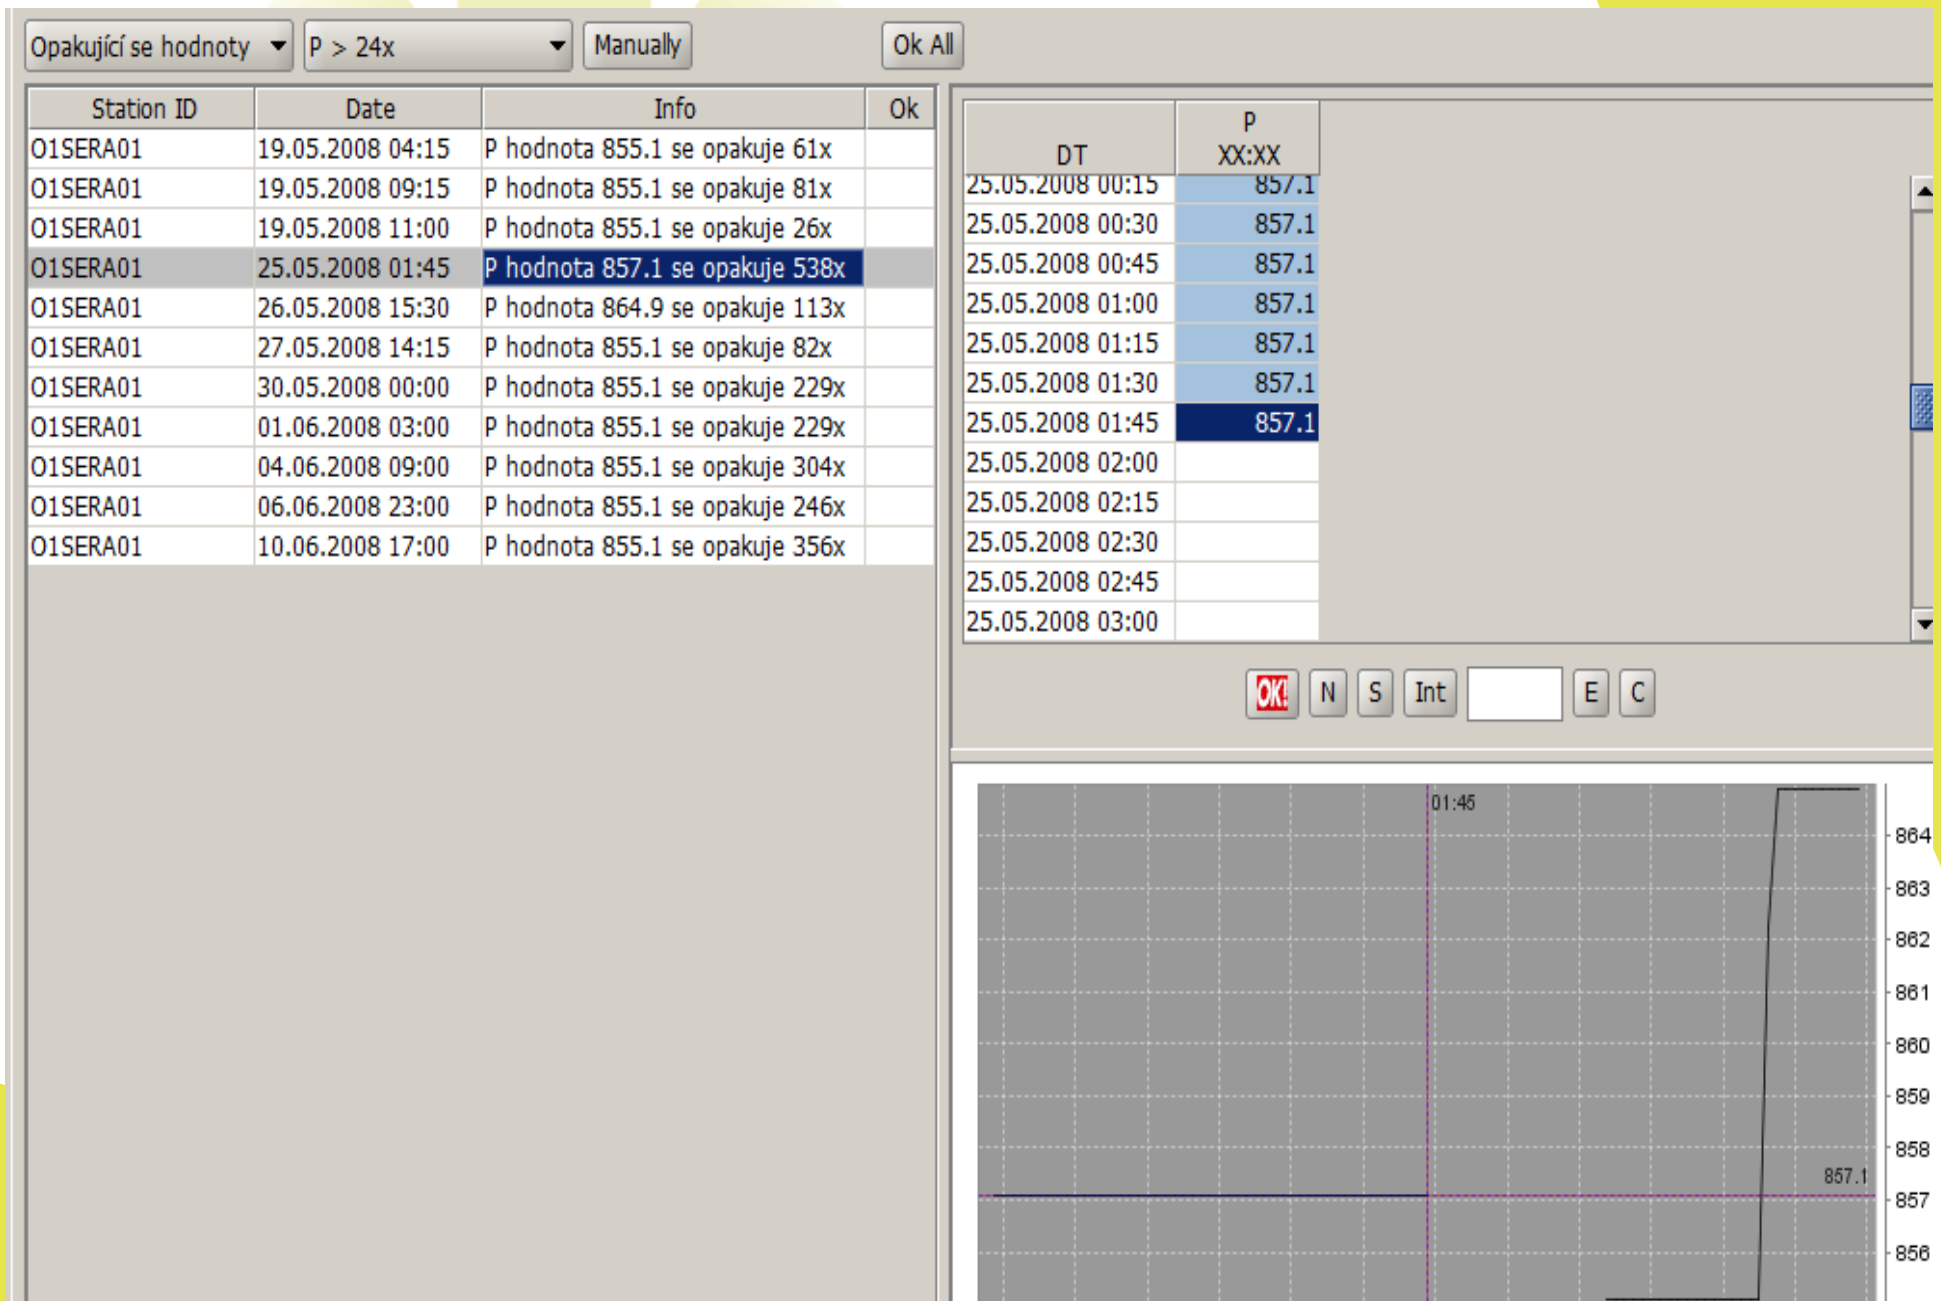 Opakující se hodnoty P > 24x Manually Ok All
Station ID Date Info Ok
O1SERA01 19.05.2008 04:15 P hodnota 855.1 se opakuje 61x
O1SERA01 19.05.2008 09:15 P hodnota 855.1 se opakuje 81x
O1SERA01 19.05.2008 11:00 P hodnota 855.1 se opakuje 26x
O1SERA01 25.05.2008 01:45 P hodnota 857.1 se opakuje 538x
O1SERA01 26.05.2008 15:30 P hodnota 864.9 se opakuje 113x
O1SERA01 27.05.2008 14:15 P hodnota 855.1 se opakuje 82x
O1SERA01 30.05.2008 00:00 P hodnota 855.1 se opakuje 229x
O1SERA01 01.06.2008 03:00 P hodnota 855.1 se opakuje 229x
O1SERA01 04.06.2008 09:00 P hodnota 855.1 se opakuje 304x
O1SERA01 06.06.2008 23:00 P hodnota 855.1 se opakuje 246x
O1SERA01 10.06.2008 17:00 P hodnota 855.1 se opakuje 356x
P
DT XX:XX
25.05.2008 00:15 857.1
25.05.2008 00:30 857.1
25.05.2008 00:45 857.1
25.05.2008 01:00 857.1
25.05.2008 01:15 857.1
25.05.2008 01:30 857.1
25.05.2008 01:45 857.1
25.05.2008 02:00
25.05.2008 02:15
25.05.2008 02:30
25.05.2008 02:45
25.05.2008 03:00
OK! N S Int E C
01:45
864
863
862
861
860
859
858
857.1
857
856